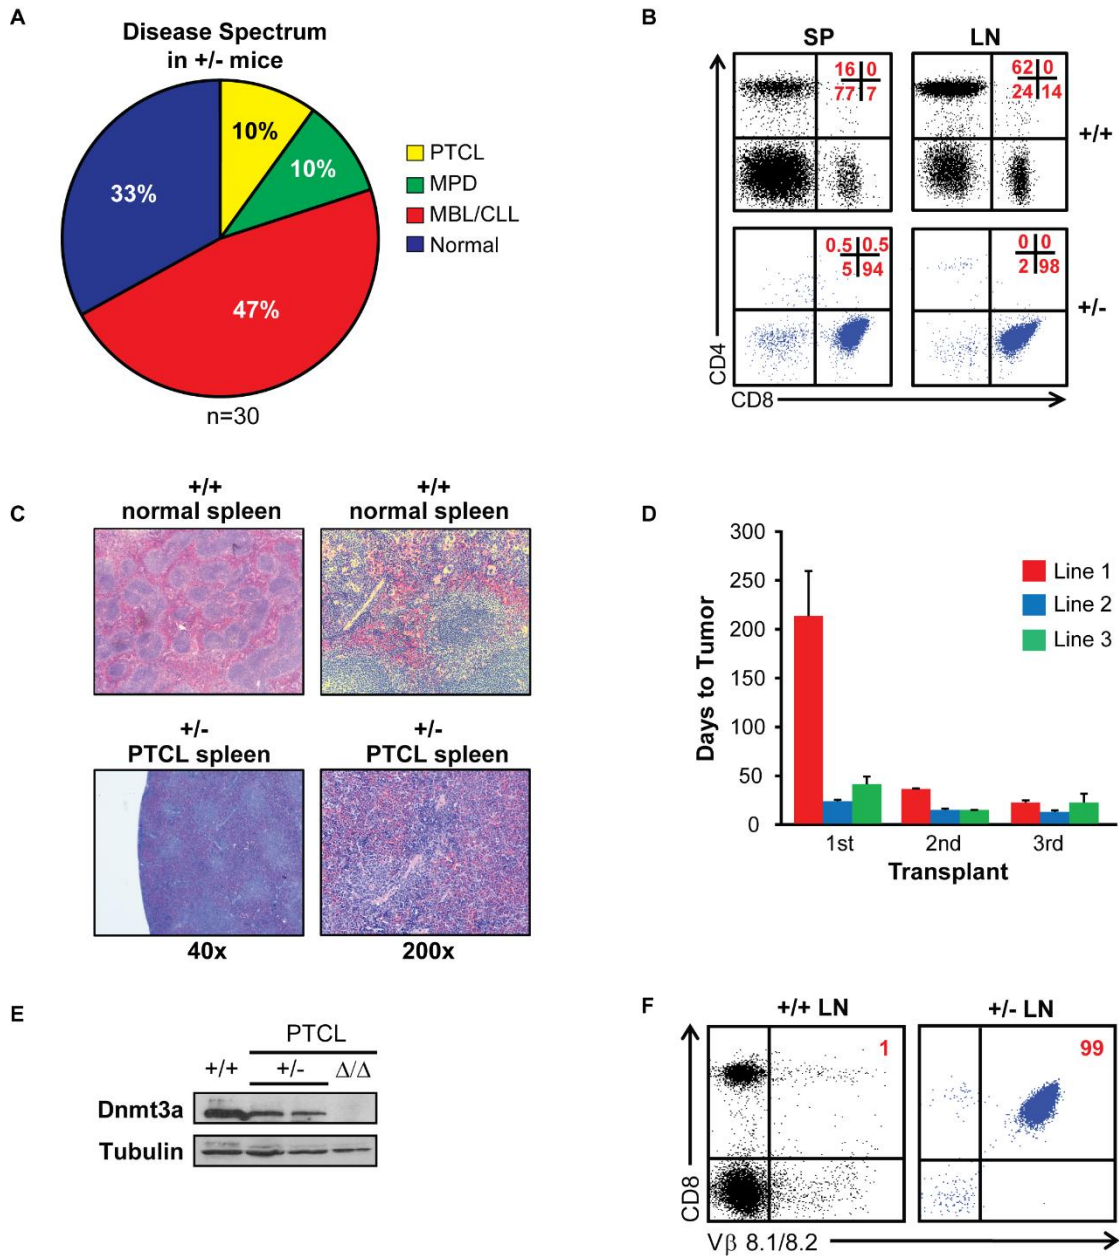 A
Disease Spectrum
in +/- mice
10%
10%
33%
47%
PTCL
MPD
MBL/CLL
Normal
n=30
B
SP
LN
16 0
77 7
62 0
24 14
+/+
0.5 0.5
5 94
0 0
2 98
+/-
CD4
CD8
C
+/+
normal spleen
+/+
normal spleen
+/-
PTCL spleen
+/-
PTCL spleen
40x
200x
D
300
250
200
150
100
50
0
Days to Tumor
Line 1
Line 2
Line 3
1st
2nd
3rd
Transplant
E
PTCL
+/+
+/-
Δ/Δ
Dnmt3a
Tubulin
F
+/+ LN
+/- LN
1
99
CD8
Vβ 8.1/8.2